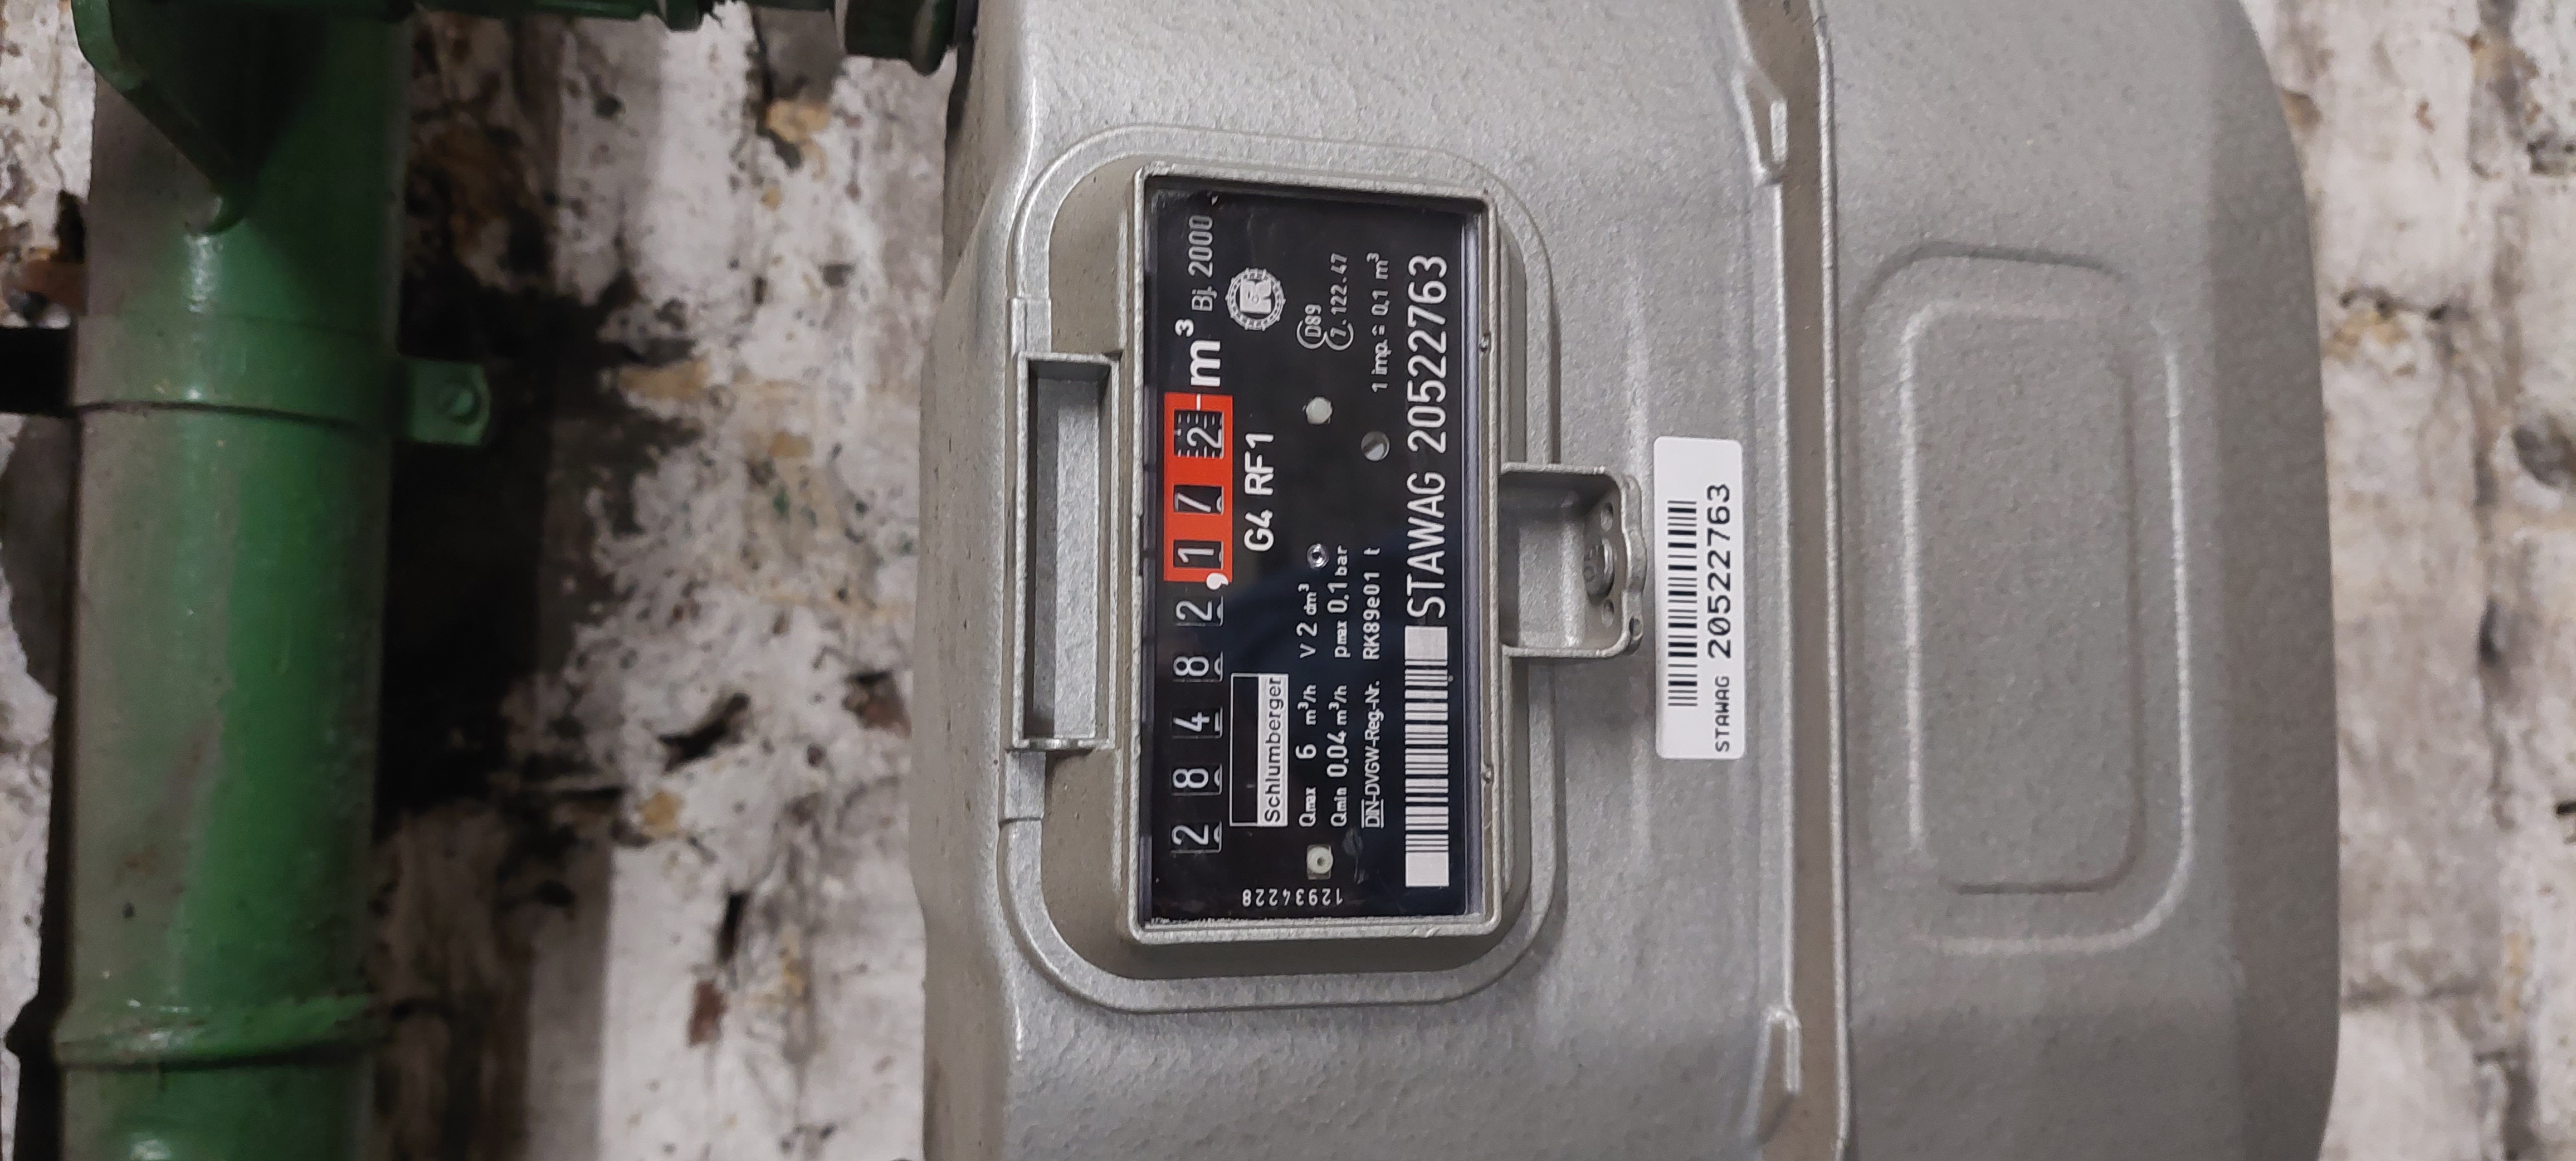 28482,172 m³ Bj. 2000
G4 RF1
R
12934228
Schlumberger
Qmax 6 m³/h V 2 dm³
Qmin 0,04 m³/h pmax 0,1 bar
DIN-DVGW-Reg.-Nr. RK89e01 t
D89
7.122.47
1 imp. ≙ 0,1 m³
STAWAG 20522763
STAWAG 20522763